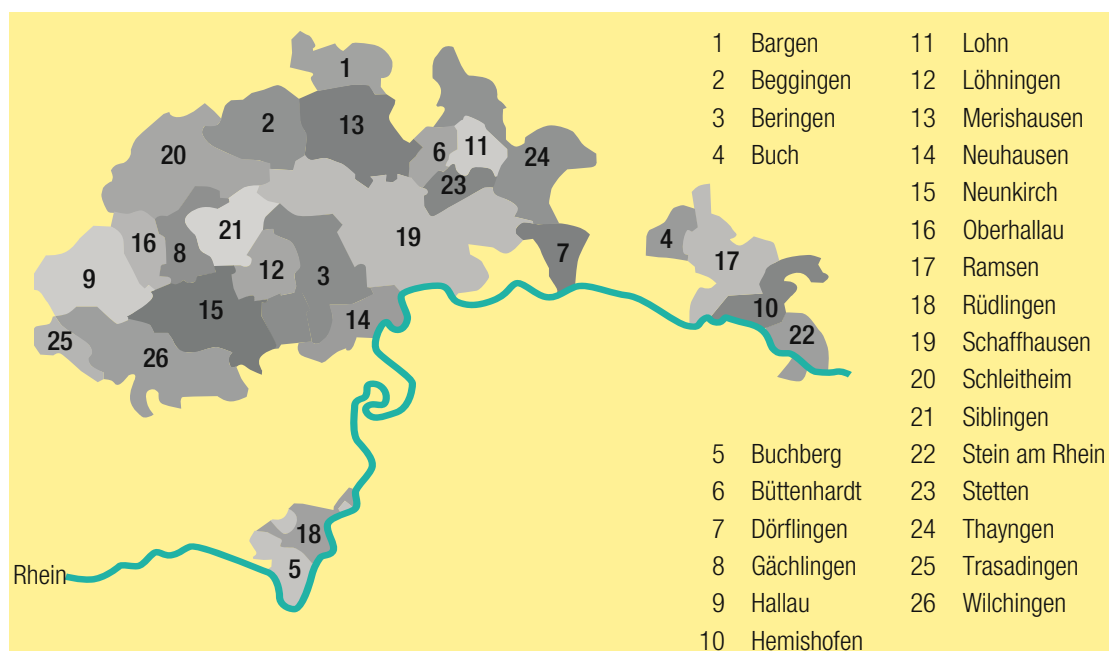 1 Bargen
2 Beggingen
3 Beringen
4 Buch
5 Buchberg
6 Büttenhardt
7 Dörflingen
8 Gächlingen
9 Hallau
10 Hemishofen
11 Lohn
12 Löhningen
13 Merishausen
14 Neuhausen
15 Neunkirch
16 Oberhallau
17 Ramsen
18 Rüdlingen
19 Schaffhausen
20 Schleitheim
21 Siblingen
22 Stein am Rhein
23 Stetten
24 Thayngen
25 Trasadingen
26 Wilchingen
1
2
13
20
6
11
24
23
4
21
19
16
8
7
17
9
12
3
15
10
14
22
25
26
18
5
Rhein